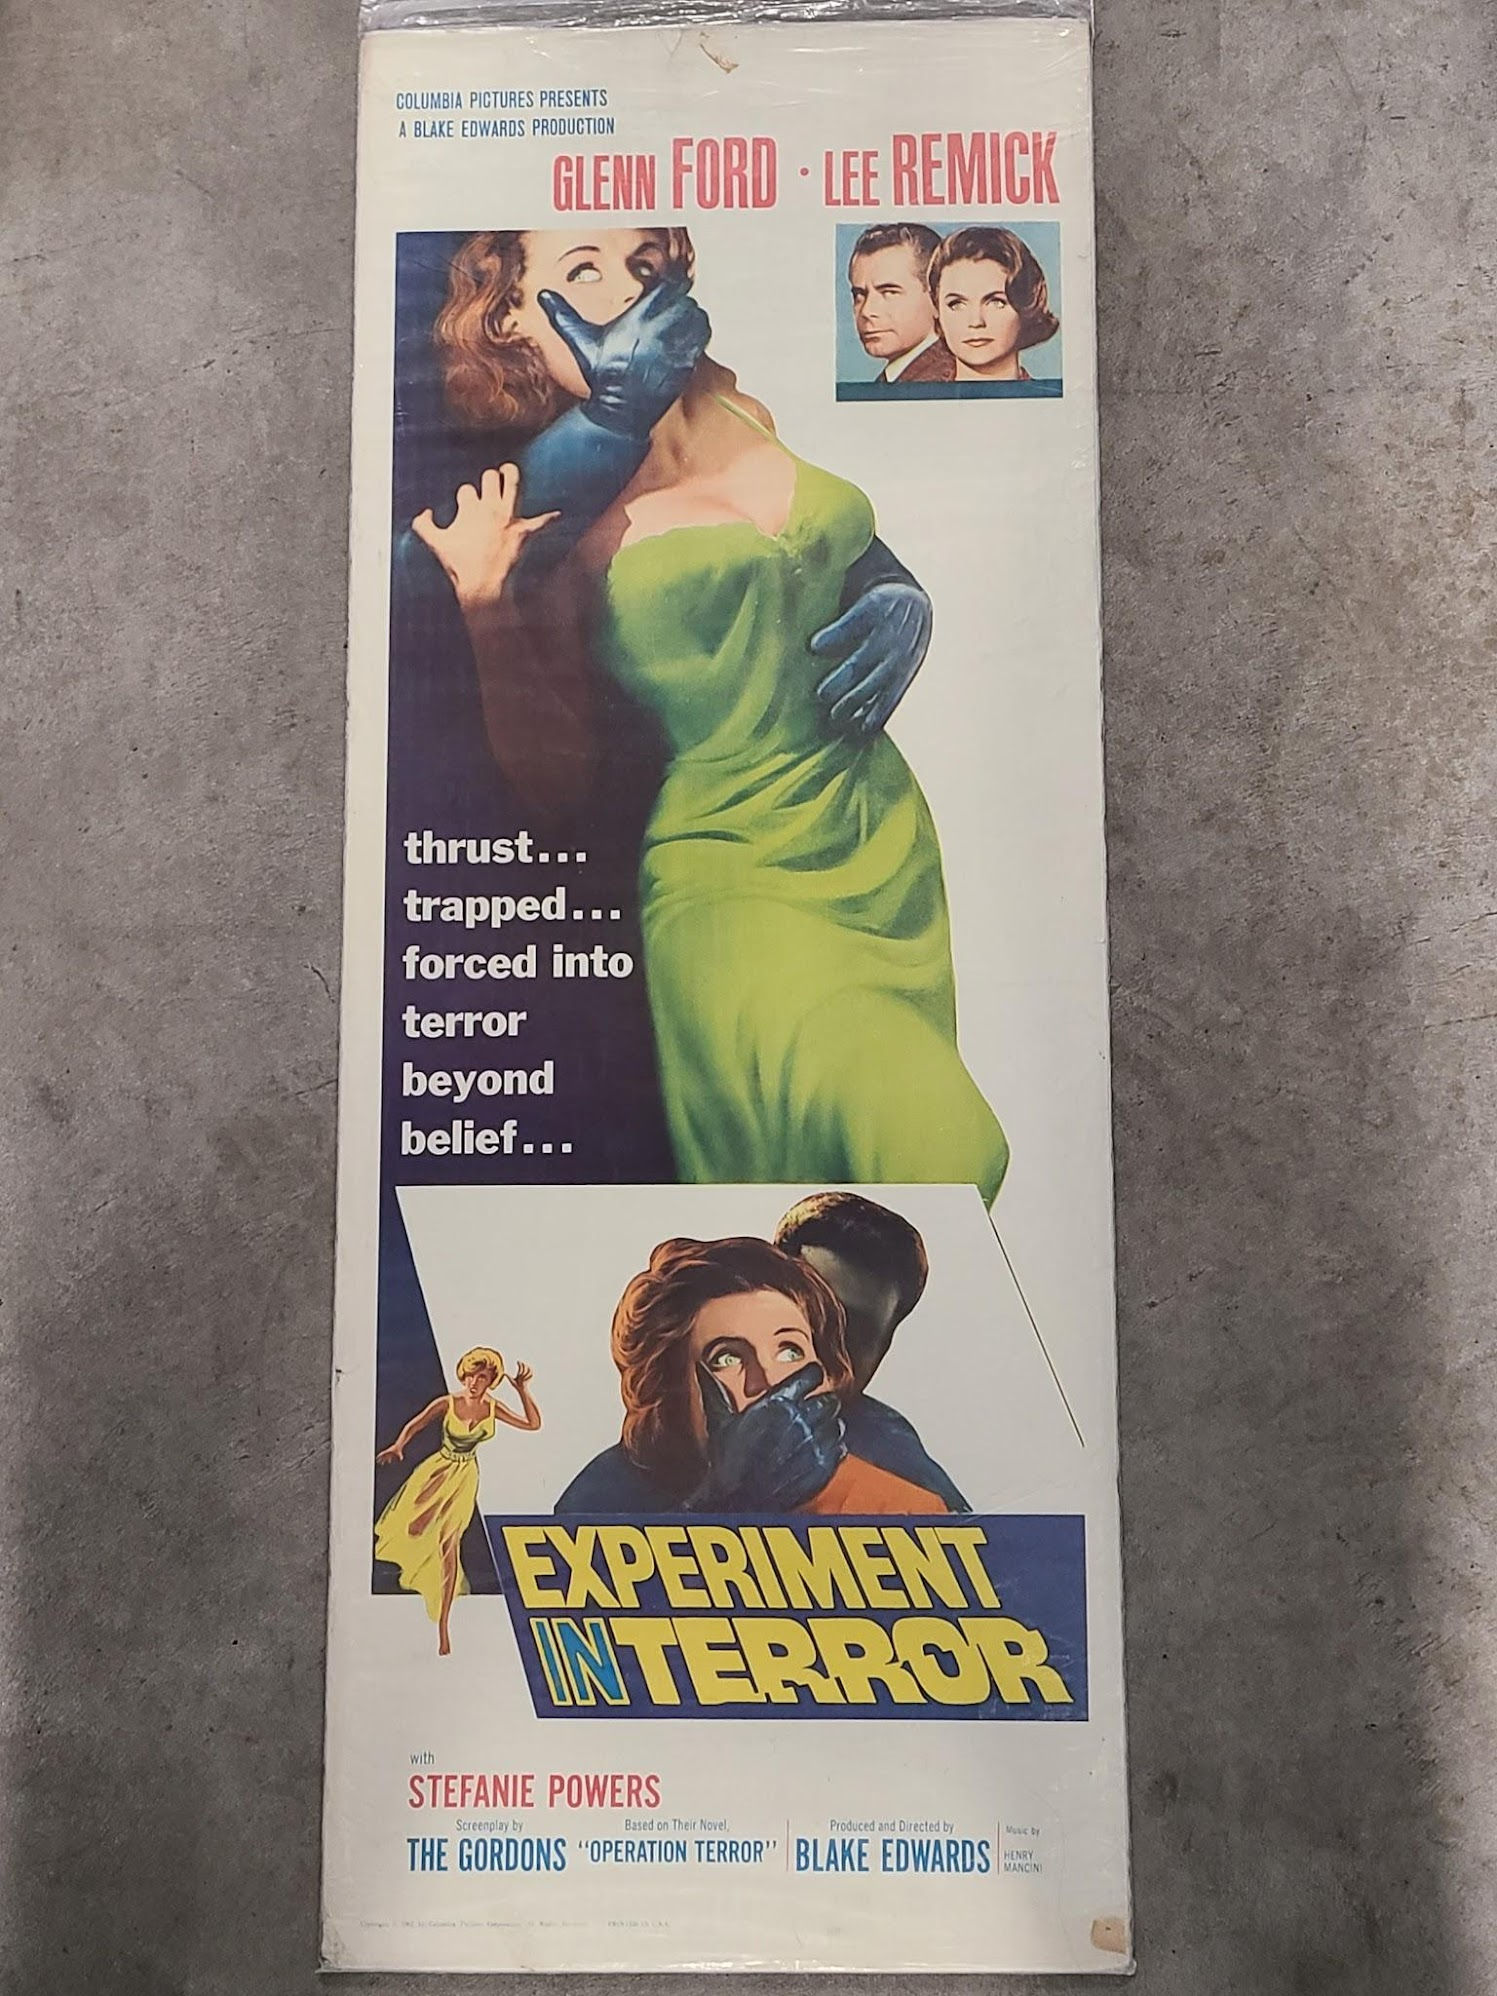 COLUMBIA PICTURES PRESENTS
A BLAKE EDWARDS PRODUCTION
GLENN FORD · LEE REMICK
thrust...
trapped...
forced into
terror
beyond
belief...
EXPERIMENT
IN TERROR
with
STEFANIE POWERS
Screenplay by
THE GORDONS
Based on Their Novel,
"OPERATION TERROR"
Produced and Directed by
BLAKE EDWARDS
Music by
HENRY
MANCINI